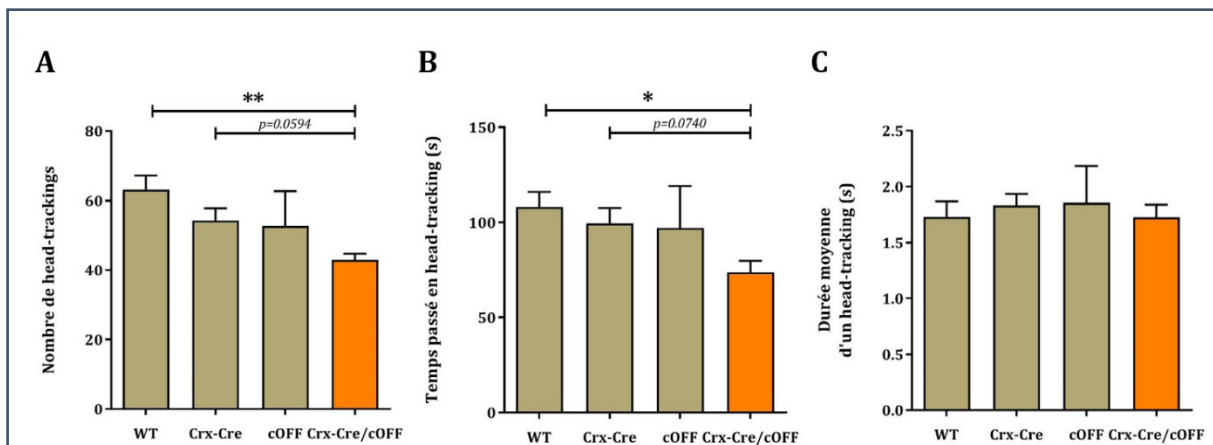 A
**
p=0.0594
Nombre de head-trackings
80
60
40
20
0
WT Crx-Cre cOFF Crx-Cre/cOFF
B
*
p=0.0740
Temps passé en head-tracking (s)
150
100
50
0
WT Crx-Cre cOFF Crx-Cre/cOFF
C
Durée moyenne
d'un head-tracking (s)
2.5
2.0
1.5
1.0
0.5
0.0
WT Crx-Cre cOFF Crx-Cre/cOFF